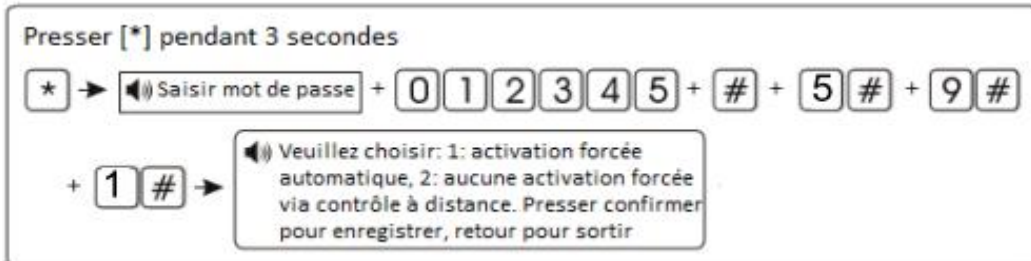 Presser [*] pendant 3 secondes
* Saisir mot de passe + 0 1 2 3 4 5 + # + 5 # + 9 #
+ 1 # Veuillez choisir: 1: activation forcée
automatique, 2: aucune activation forcée
via contrôle à distance. Presser confirmer
pour enregistrer, retour pour sortir